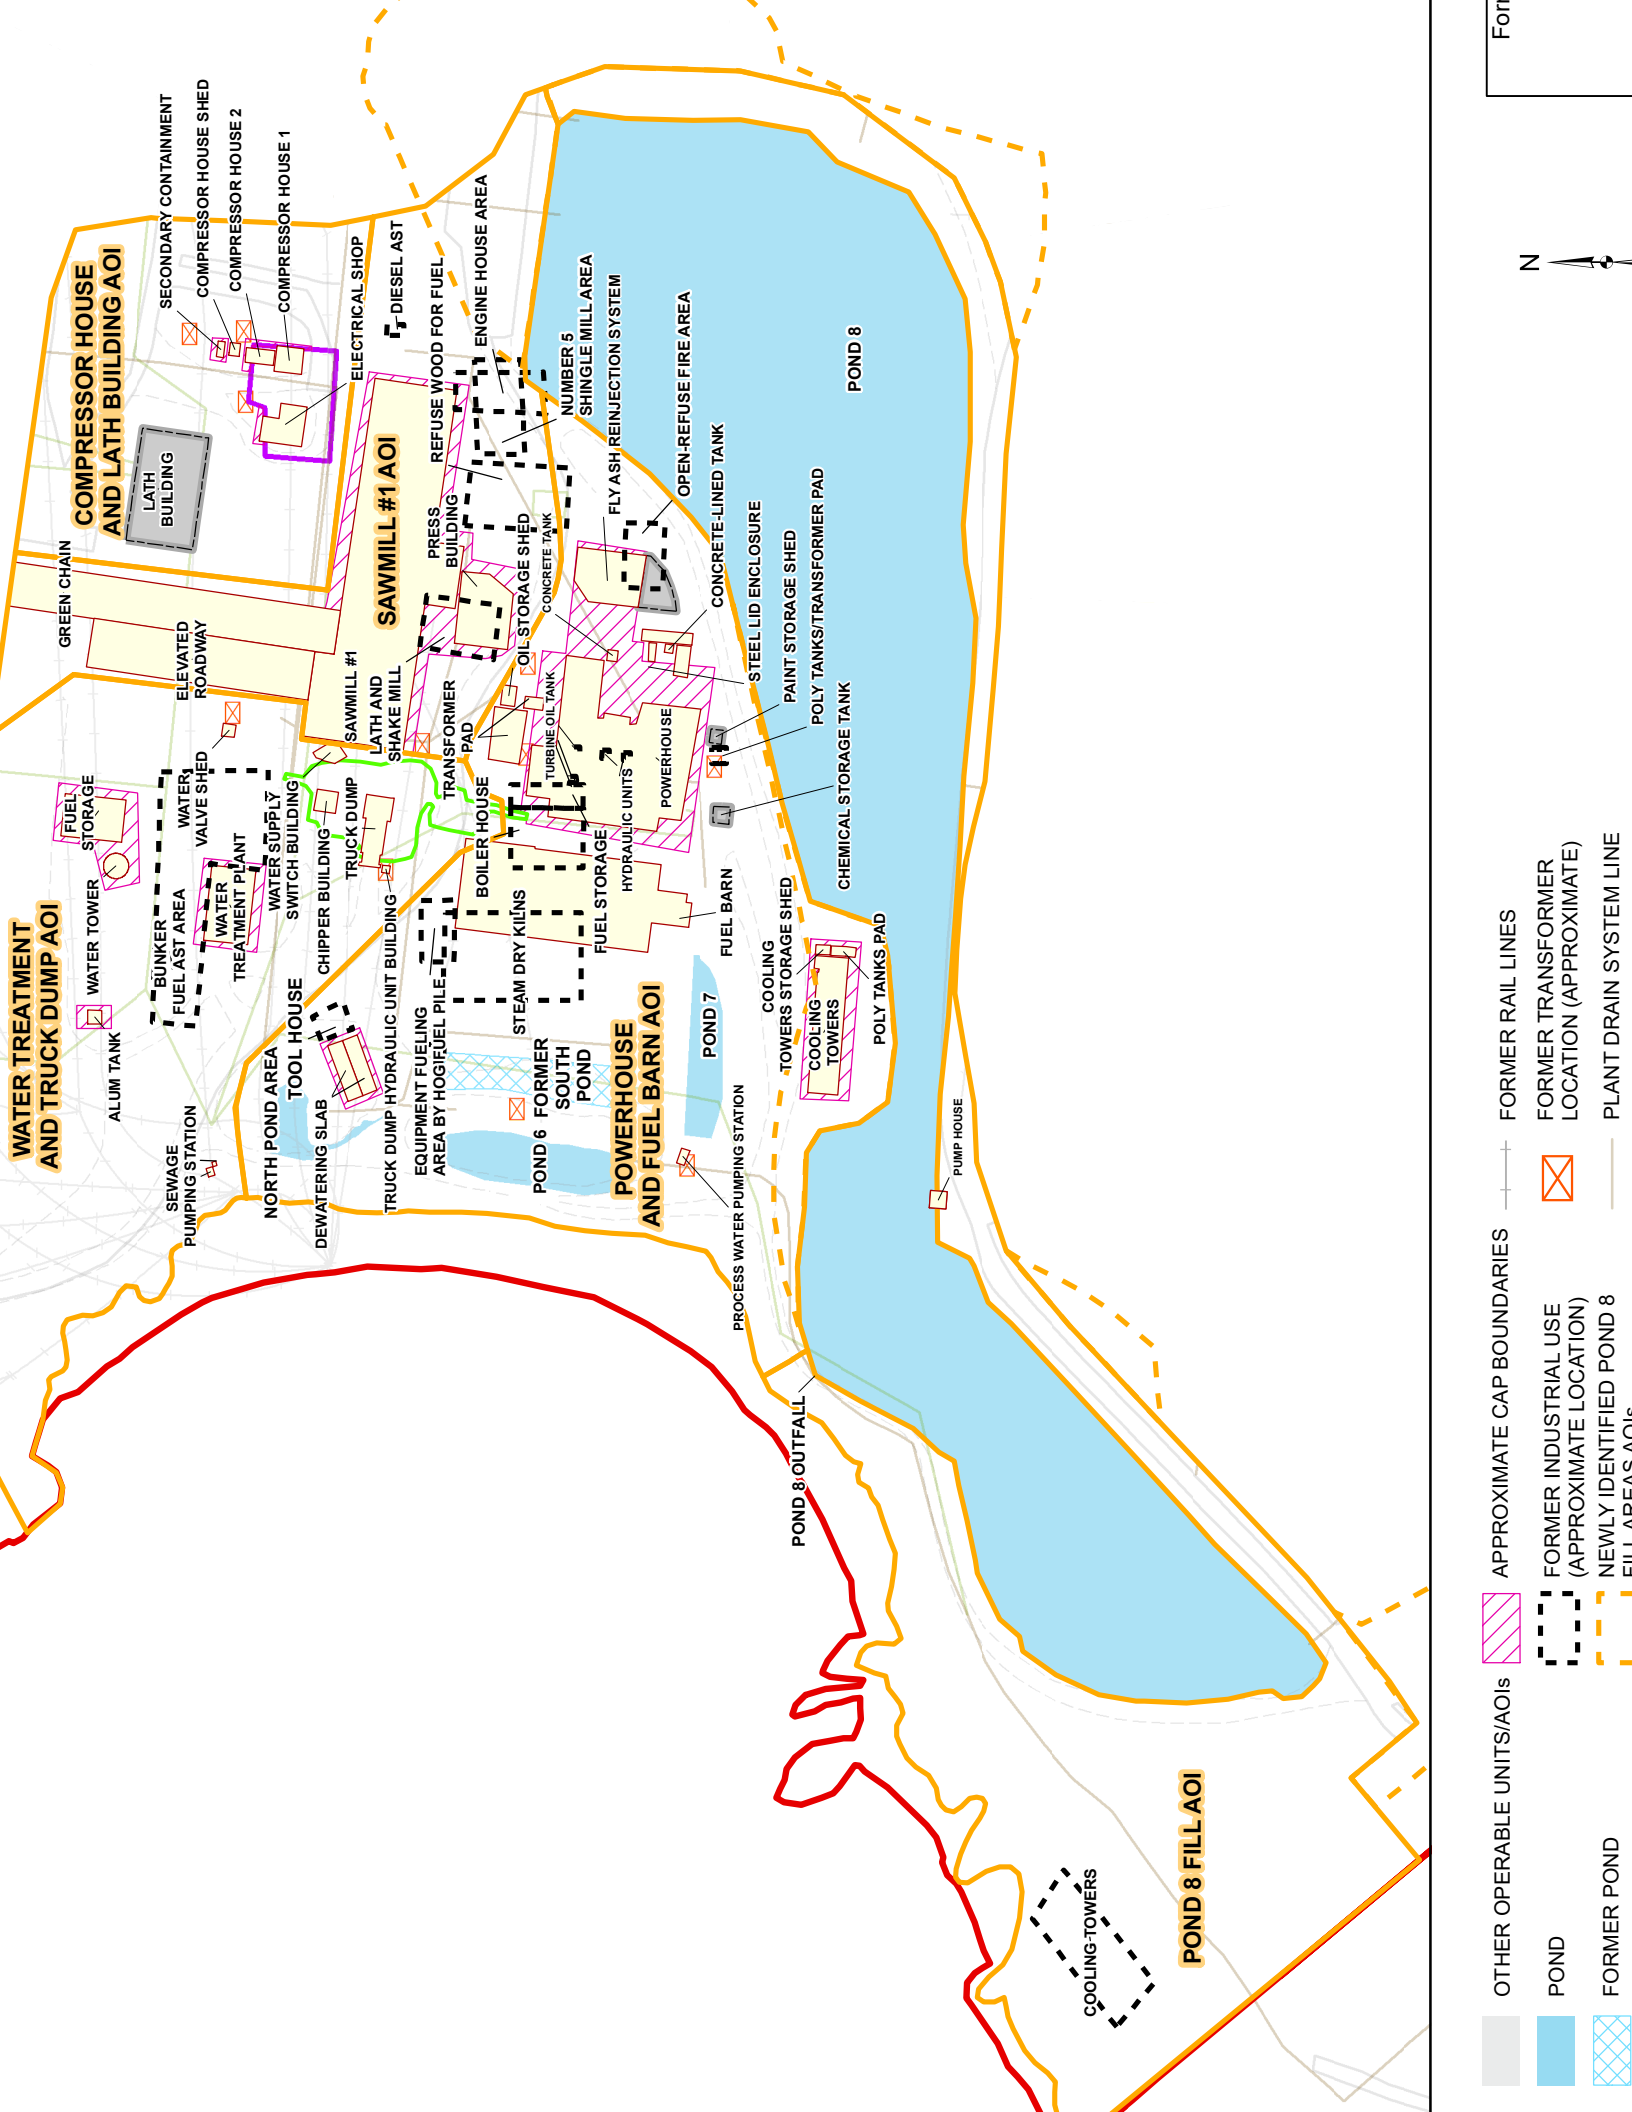 WATER TREATMENT
AND TRUCK DUMP AOI
COMPRESSOR HOUSE
AND LATH BUILDING AOI
SECONDARY CONTAINMENT
COMPRESSOR HOUSE SHED
COMPRESSOR HOUSE 2
COMPRESSOR HOUSE 1
ELECTRICAL SHOP
DIESEL AST
LATH
BUILDING
GREEN CHAIN
ELEVATED
ROADWAY
SAWMILL #1 AOI
SAWMILL #1
REFUSE WOOD FOR FUEL
ENGINE HOUSE AREA
NUMBER 5
SHINGLE MILL AREA
FLY ASH REINJECTION SYSTEM
OPEN-REFUSE FIRE AREA
CONCRETE-LINED TANK
STEEL LID ENCLOSURE
PAINT STORAGE SHED
POLY TANKS/TRANSFORMER PAD
CHEMICAL STORAGE TANK
PRESS
BUILDING
OIL STORAGE SHED
CONCRETE TANK
LATH AND
SHAKE MILL
TRANSFORMER
PAD
TURBINE OIL TANK
POWERHOUSE
HYDRAULIC UNITS
FUEL STORAGE
BOILER HOUSE
FUEL
STORAGE
WATER TOWER
ALUM TANK
WATER
VALVE SHED
BUNKER
FUEL AST AREA
WATER
TREATMENT PLANT
WATER SUPPLY
SWITCH BUILDING
CHIPPER BUILDING
TRUCK DUMP
TRUCK DUMP HYDRAULIC UNIT BUILDING
TOOL HOUSE
NORTH POND AREA
DEWATERING SLAB
SEWAGE
PUMPING STATION
EQUIPMENT FUELING
AREA BY HOG/FUEL PILE
STEAM DRY KILNS
FUEL BARN
POND 6
FORMER
SOUTH
POND
POWERHOUSE
AND FUEL BARN AOI
POND 7
PROCESS WATER PUMPING STATION
COOLING
TOWERS STORAGE SHED
COOLING
TOWERS
POLY TANKS PAD
PUMP HOUSE
POND 8
POND 8 OUTFALL
POND 8 FILL AOI
COOLING TOWERS
N
OTHER OPERABLE UNITS/AOIs
POND
FORMER POND
APPROXIMATE CAP BOUNDARIES
FORMER INDUSTRIAL USE
(APPROXIMATE LOCATION)
NEWLY IDENTIFIED POND 8
FILL AREAS AOIs
FORMER RAIL LINES
FORMER TRANSFORMER
LOCATION (APPROXIMATE)
PLANT DRAIN SYSTEM LINE